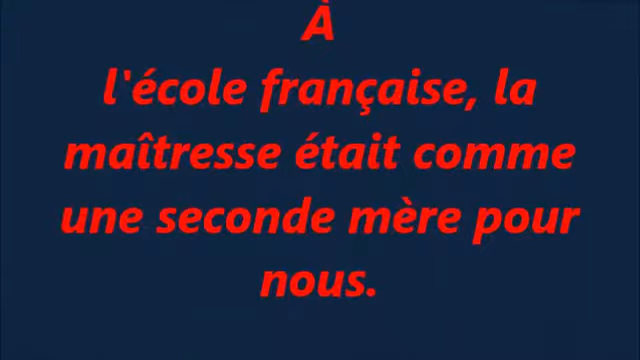 À
l'école française, la
maîtresse était comme
une seconde mère pour
nous.